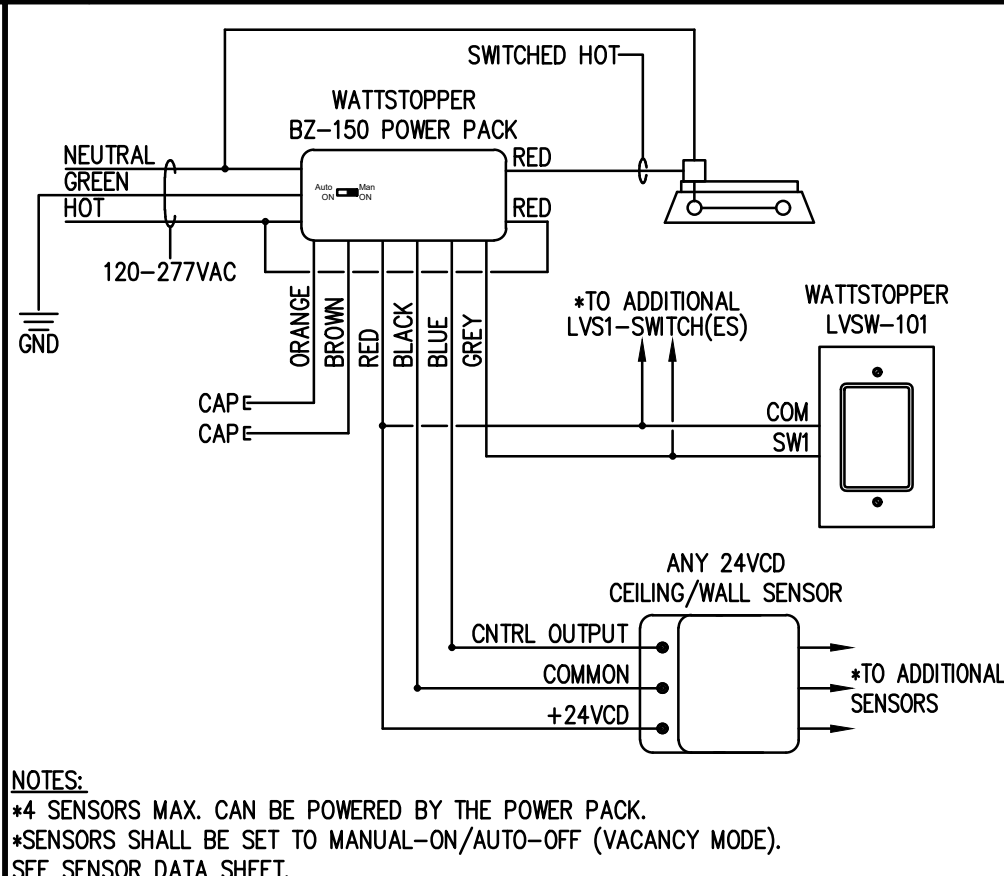 SWITCHED HOT
WATTSTOPPER
BZ-150 POWER PACK
NEUTRAL
GREEN
HOT
Auto ON
Man ON
RED
RED
120-277VAC
GND
ORANGE
BROWN
RED
BLACK
BLUE
GREY
*TO ADDITIONAL
LVS1-SWITCH(ES)
WATTSTOPPER
LVSW-101
CAP
CAP
COM
SW1
ANY 24VCD
CEILING/WALL SENSOR
CNTRL OUTPUT
COMMON
+24VCD
*TO ADDITIONAL
SENSORS
NOTES:
*4 SENSORS MAX. CAN BE POWERED BY THE POWER PACK.
*SENSORS SHALL BE SET TO MANUAL-ON/AUTO-OFF (VACANCY MODE).
SEE SENSOR DATA SHEET.